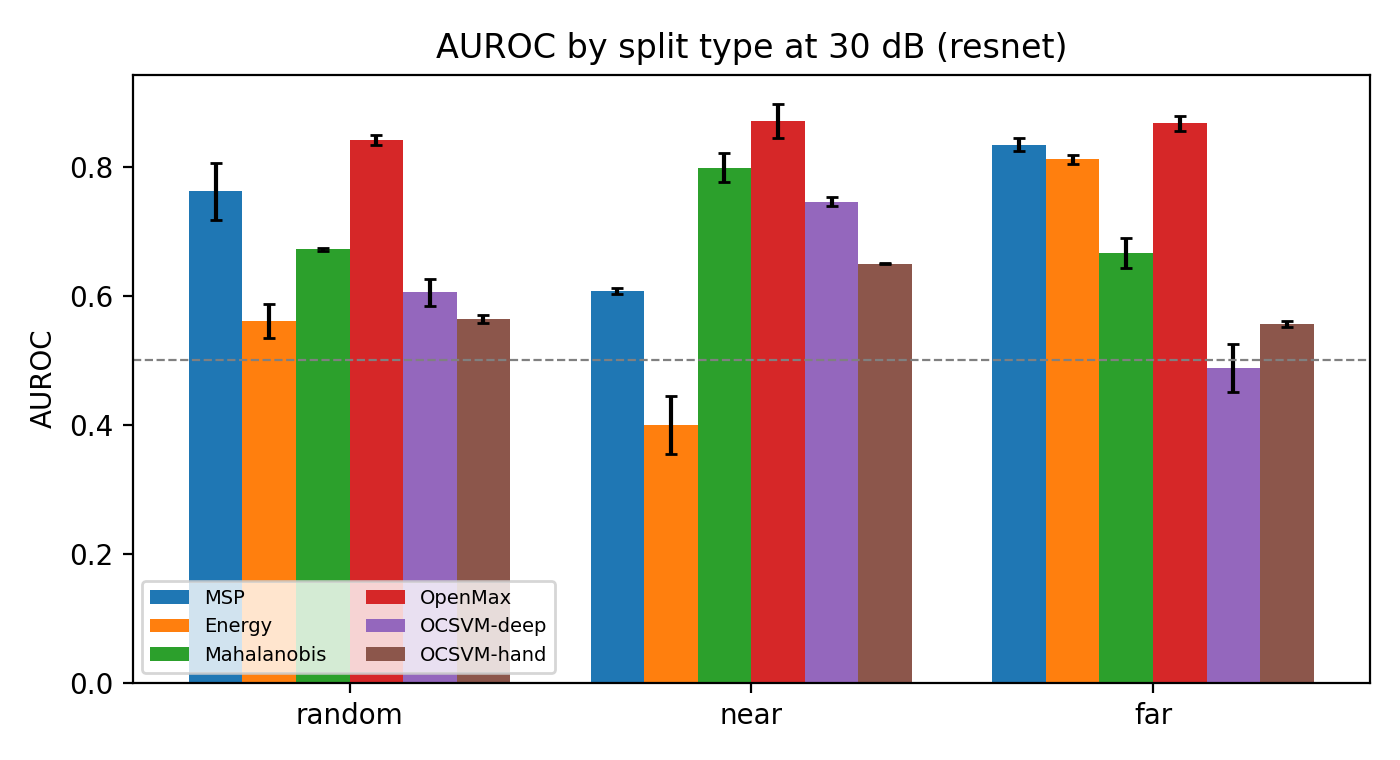 AUROC by split type at 30 dB (resnet)
AUROC
0.8
0.6
0.4
0.2
0.0
MSP
Energy
Mahalanobis
OpenMax
OCSVM-deep
OCSVM-hand
random
near
far